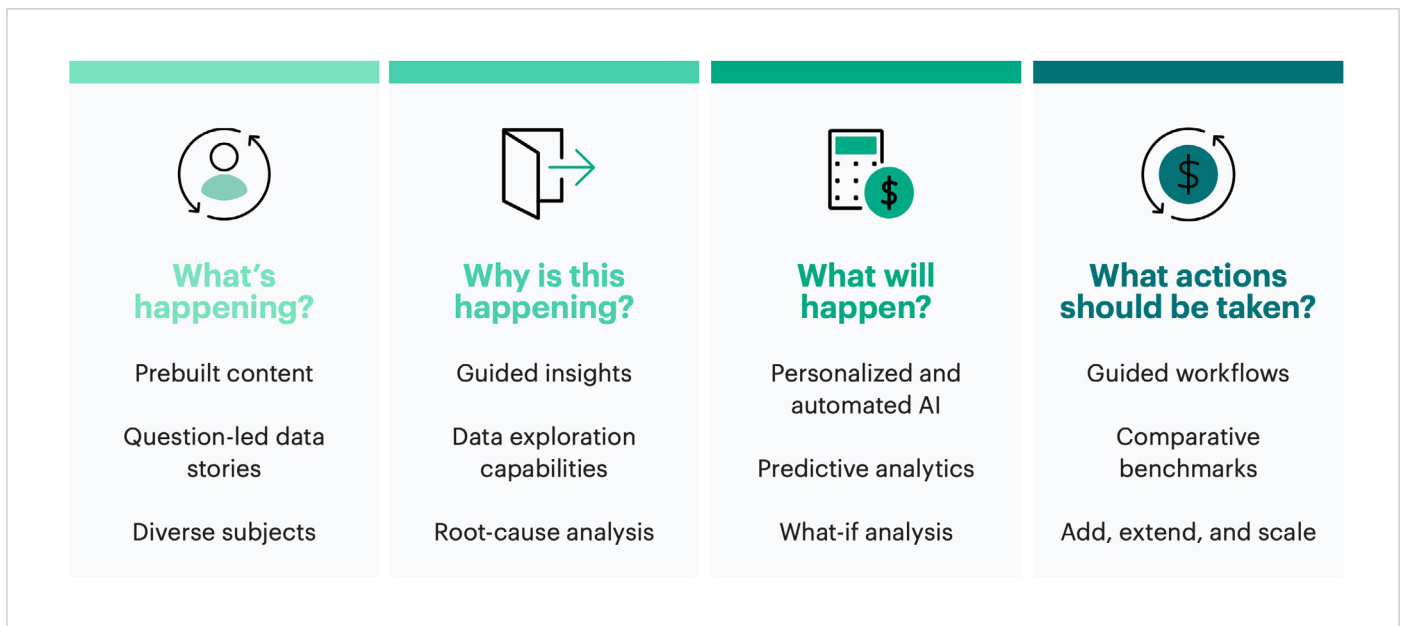 What’s
happening?
Prebuilt content
Question-led data
stories
Diverse subjects
Why is this
happening?
Guided insights
Data exploration
capabilities
Root-cause analysis
$
What will
happen?
Personalized and
automated AI
Predictive analytics
What-if analysis
$
What actions
should be taken?
Guided workflows
Comparative
benchmarks
Add, extend, and scale